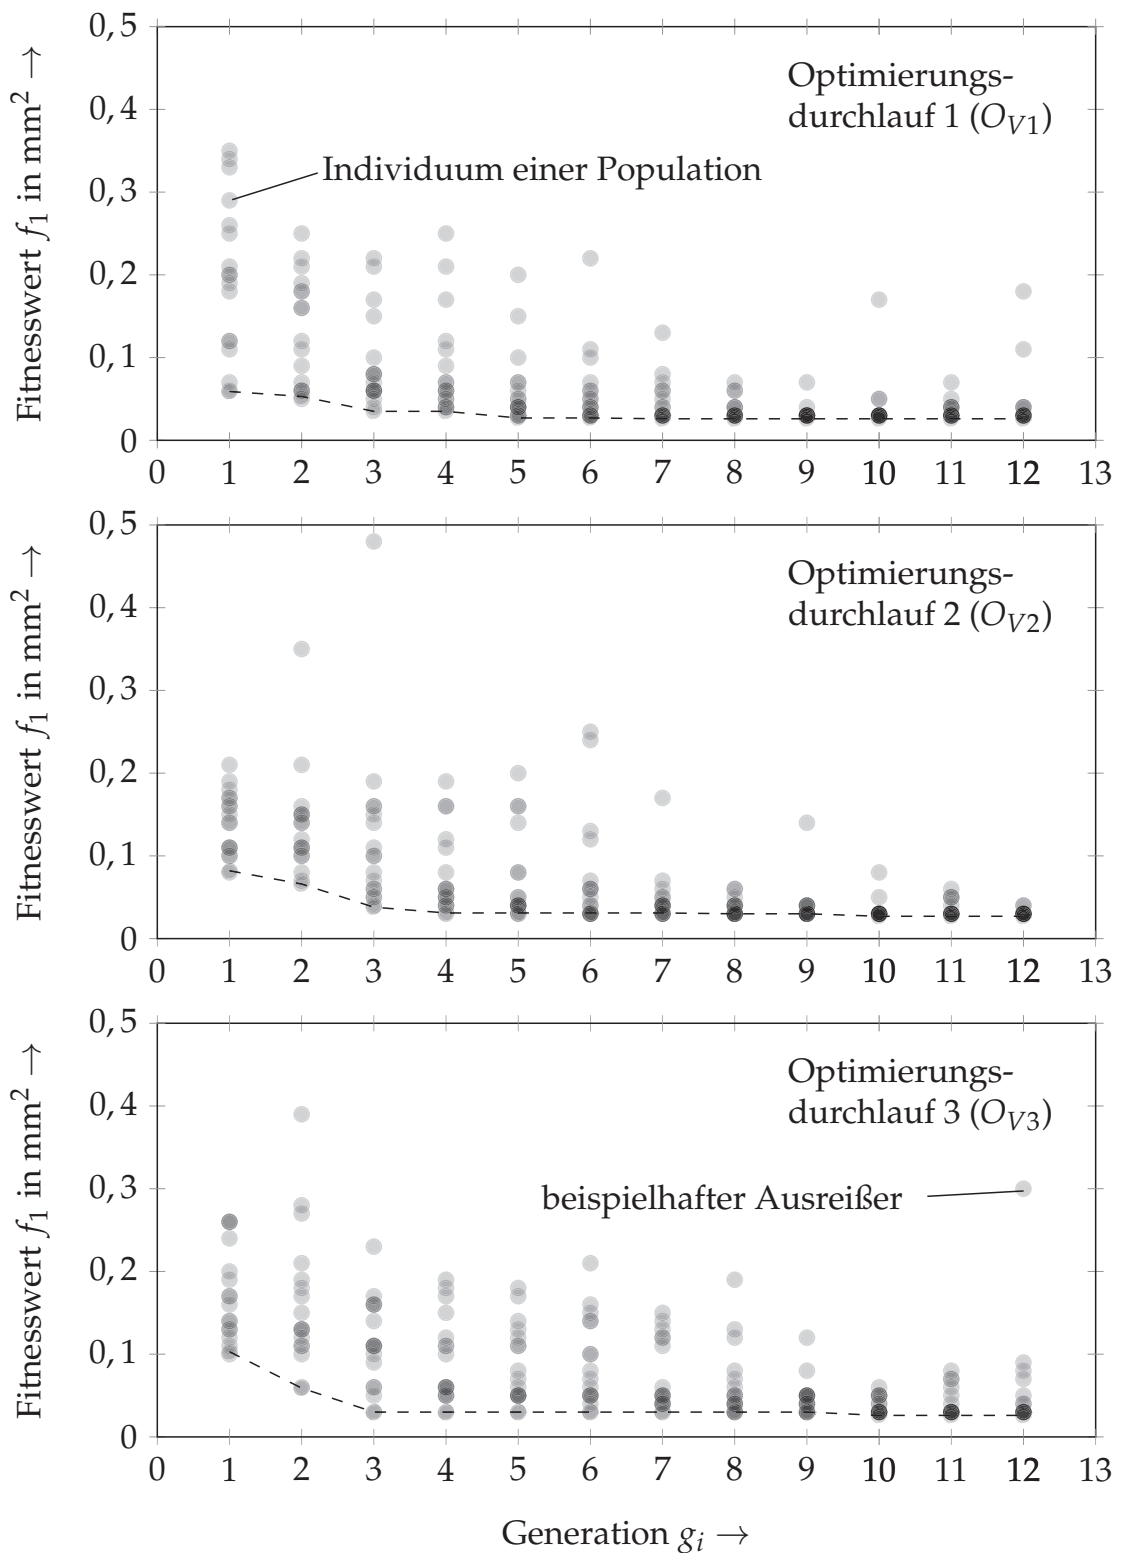 Fitnesswert f₁ in mm² →
0,5
0,4
0,3
0,2
0,1
0
Optimierungs-
durchlauf 1 (O_V1)
Individuum einer Population
0 1 2 3 4 5 6 7 8 9 10 11 12 13
Fitnesswert f₁ in mm² →
0,5
0,4
0,3
0,2
0,1
0
Optimierungs-
durchlauf 2 (O_V2)
0 1 2 3 4 5 6 7 8 9 10 11 12 13
Fitnesswert f₁ in mm² →
0,5
0,4
0,3
0,2
0,1
0
Optimierungs-
durchlauf 3 (O_V3)
beispielhafter Ausreißer
0 1 2 3 4 5 6 7 8 9 10 11 12 13
Generation gᵢ →